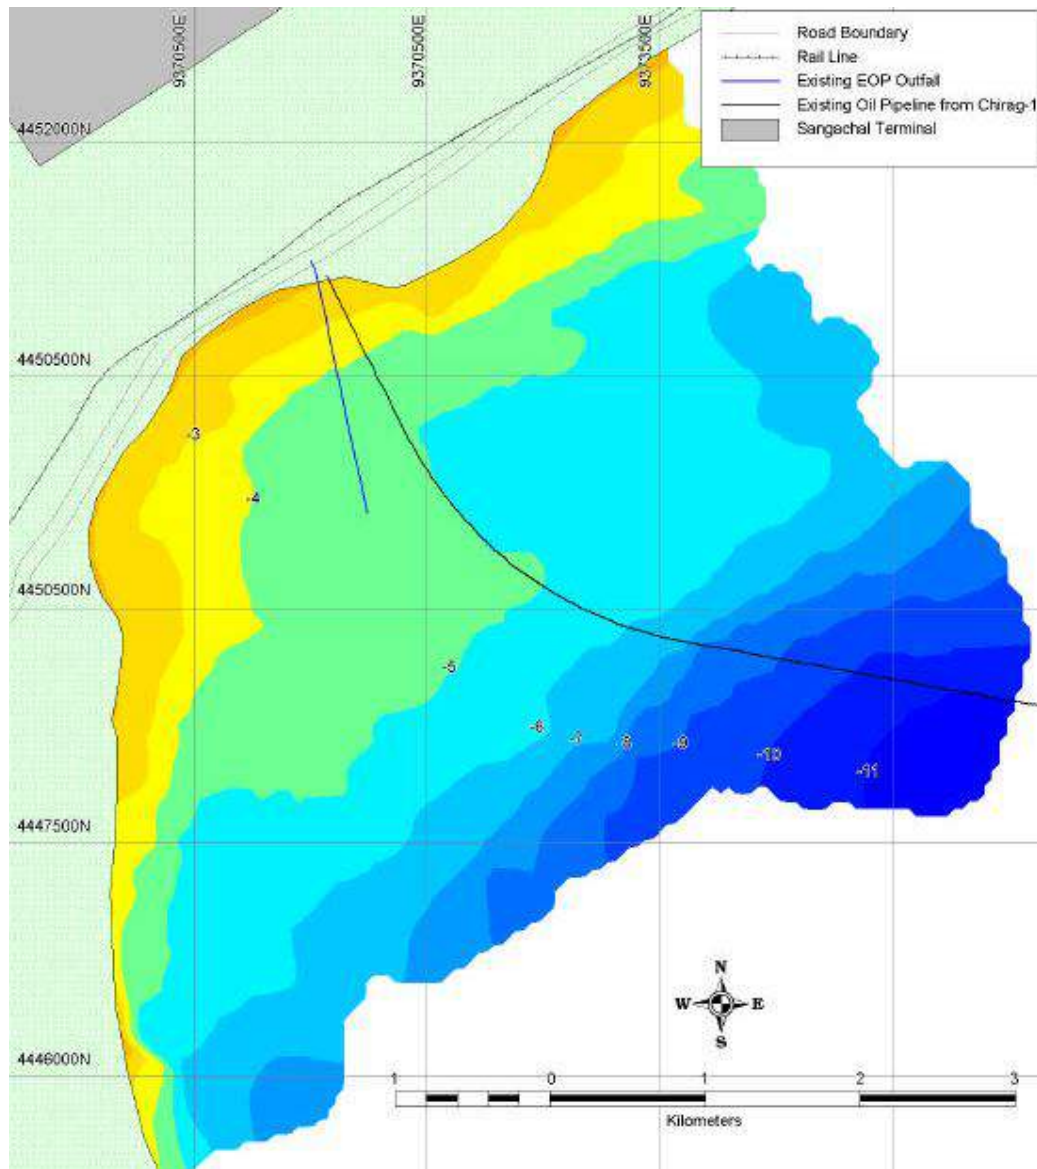 9370500E
9370500E
9373500E
Road Boundary
Rail Line
Existing EOP Outfall
Existing Oil Pipeline from Chirag-1
Sangachal Terminal
4452000N
4450500N
-3
-4
4450500N
-5
-6
-7
-8
-9
-10
-11
4447500N
N
W E
S
4446000N
1 0 1 2 3
Kilometers